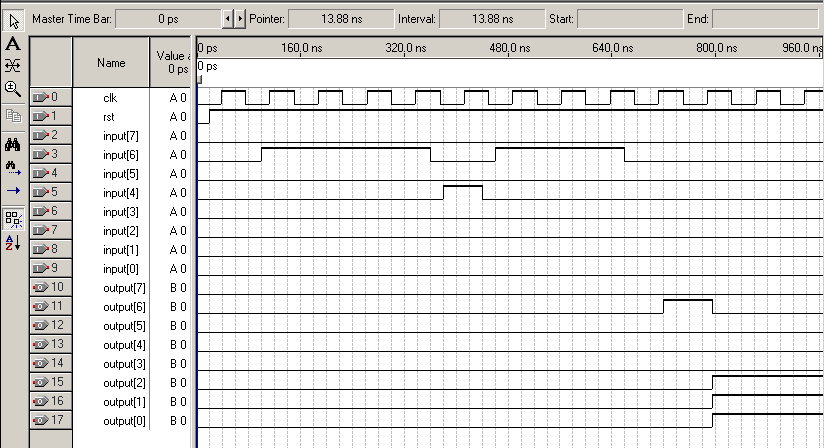 Master Time Bar: 0 ps Pointer: 13.88 ns Interval: 13.88 ns Start: End:
Name Value a 0 ps
0 ps 160.0 ns 320.0 ns 480.0 ns 640.0 ns 800.0 ns 960.0 ns
0 ps
0 clk A 0
1 rst A 0
2 input[7] A 0
3 input[6] A 0
4 input[5] A 0
5 input[4] A 0
6 input[3] A 0
7 input[2] A 0
8 input[1] A 0
9 input[0] A 0
10 output[7] B 0
11 output[6] B 0
12 output[5] B 0
13 output[4] B 0
14 output[3] B 0
15 output[2] B 0
16 output[1] B 0
17 output[0] B 0